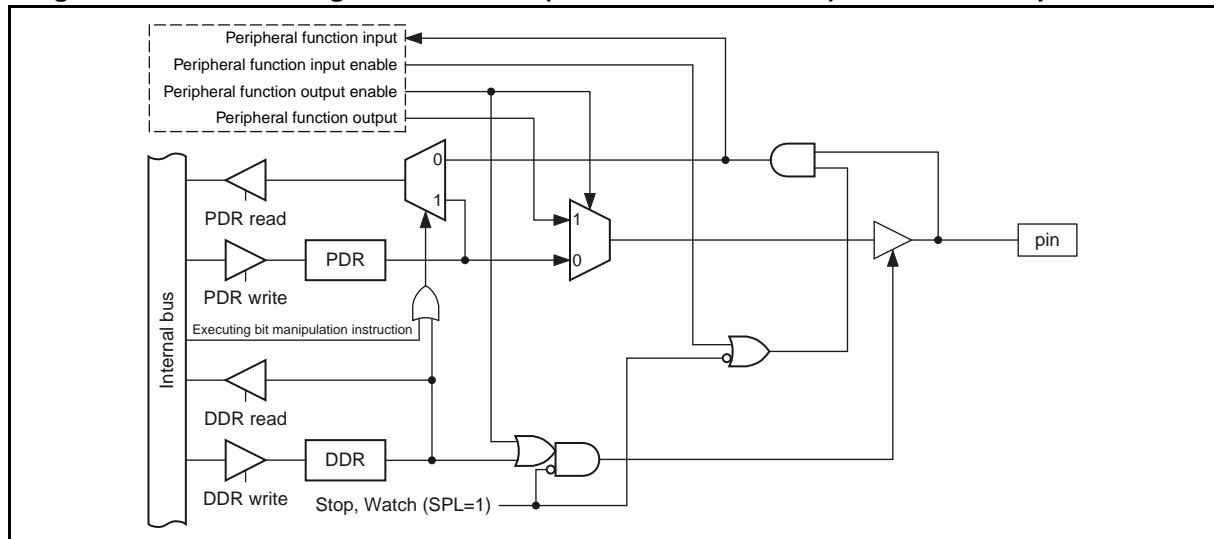 Peripheral function input
Peripheral function input enable
Peripheral function output enable
Peripheral function output
0
1
PDR read
1
pin
PDR
0
PDR write
Executing bit manipulation instruction
Internal bus
DDR read
DDR
DDR write
Stop, Watch (SPL=1)